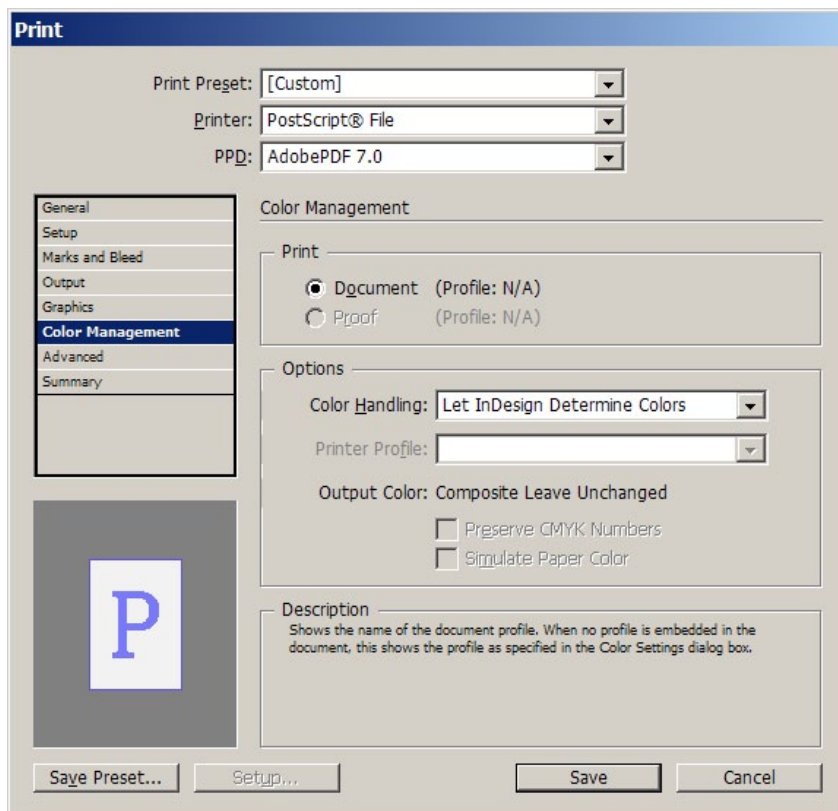 Print
Print Preset: [Custom]
Printer: PostScript® File
PPD: AdobePDF 7.0
General
Setup
Marks and Bleed
Output
Graphics
Color Management
Advanced
Summary
Color Management
Print
Document (Profile: N/A)
Proof (Profile: N/A)
Options
Color Handling: Let InDesign Determine Colors
Printer Profile:
Output Color: Composite Leave Unchanged
Preserve CMYK Numbers
Simulate Paper Color
P
Description
Shows the name of the document profile. When no profile is embedded in the
document, this shows the profile as specified in the Color Settings dialog box.
Save Preset... Setup... Save Cancel